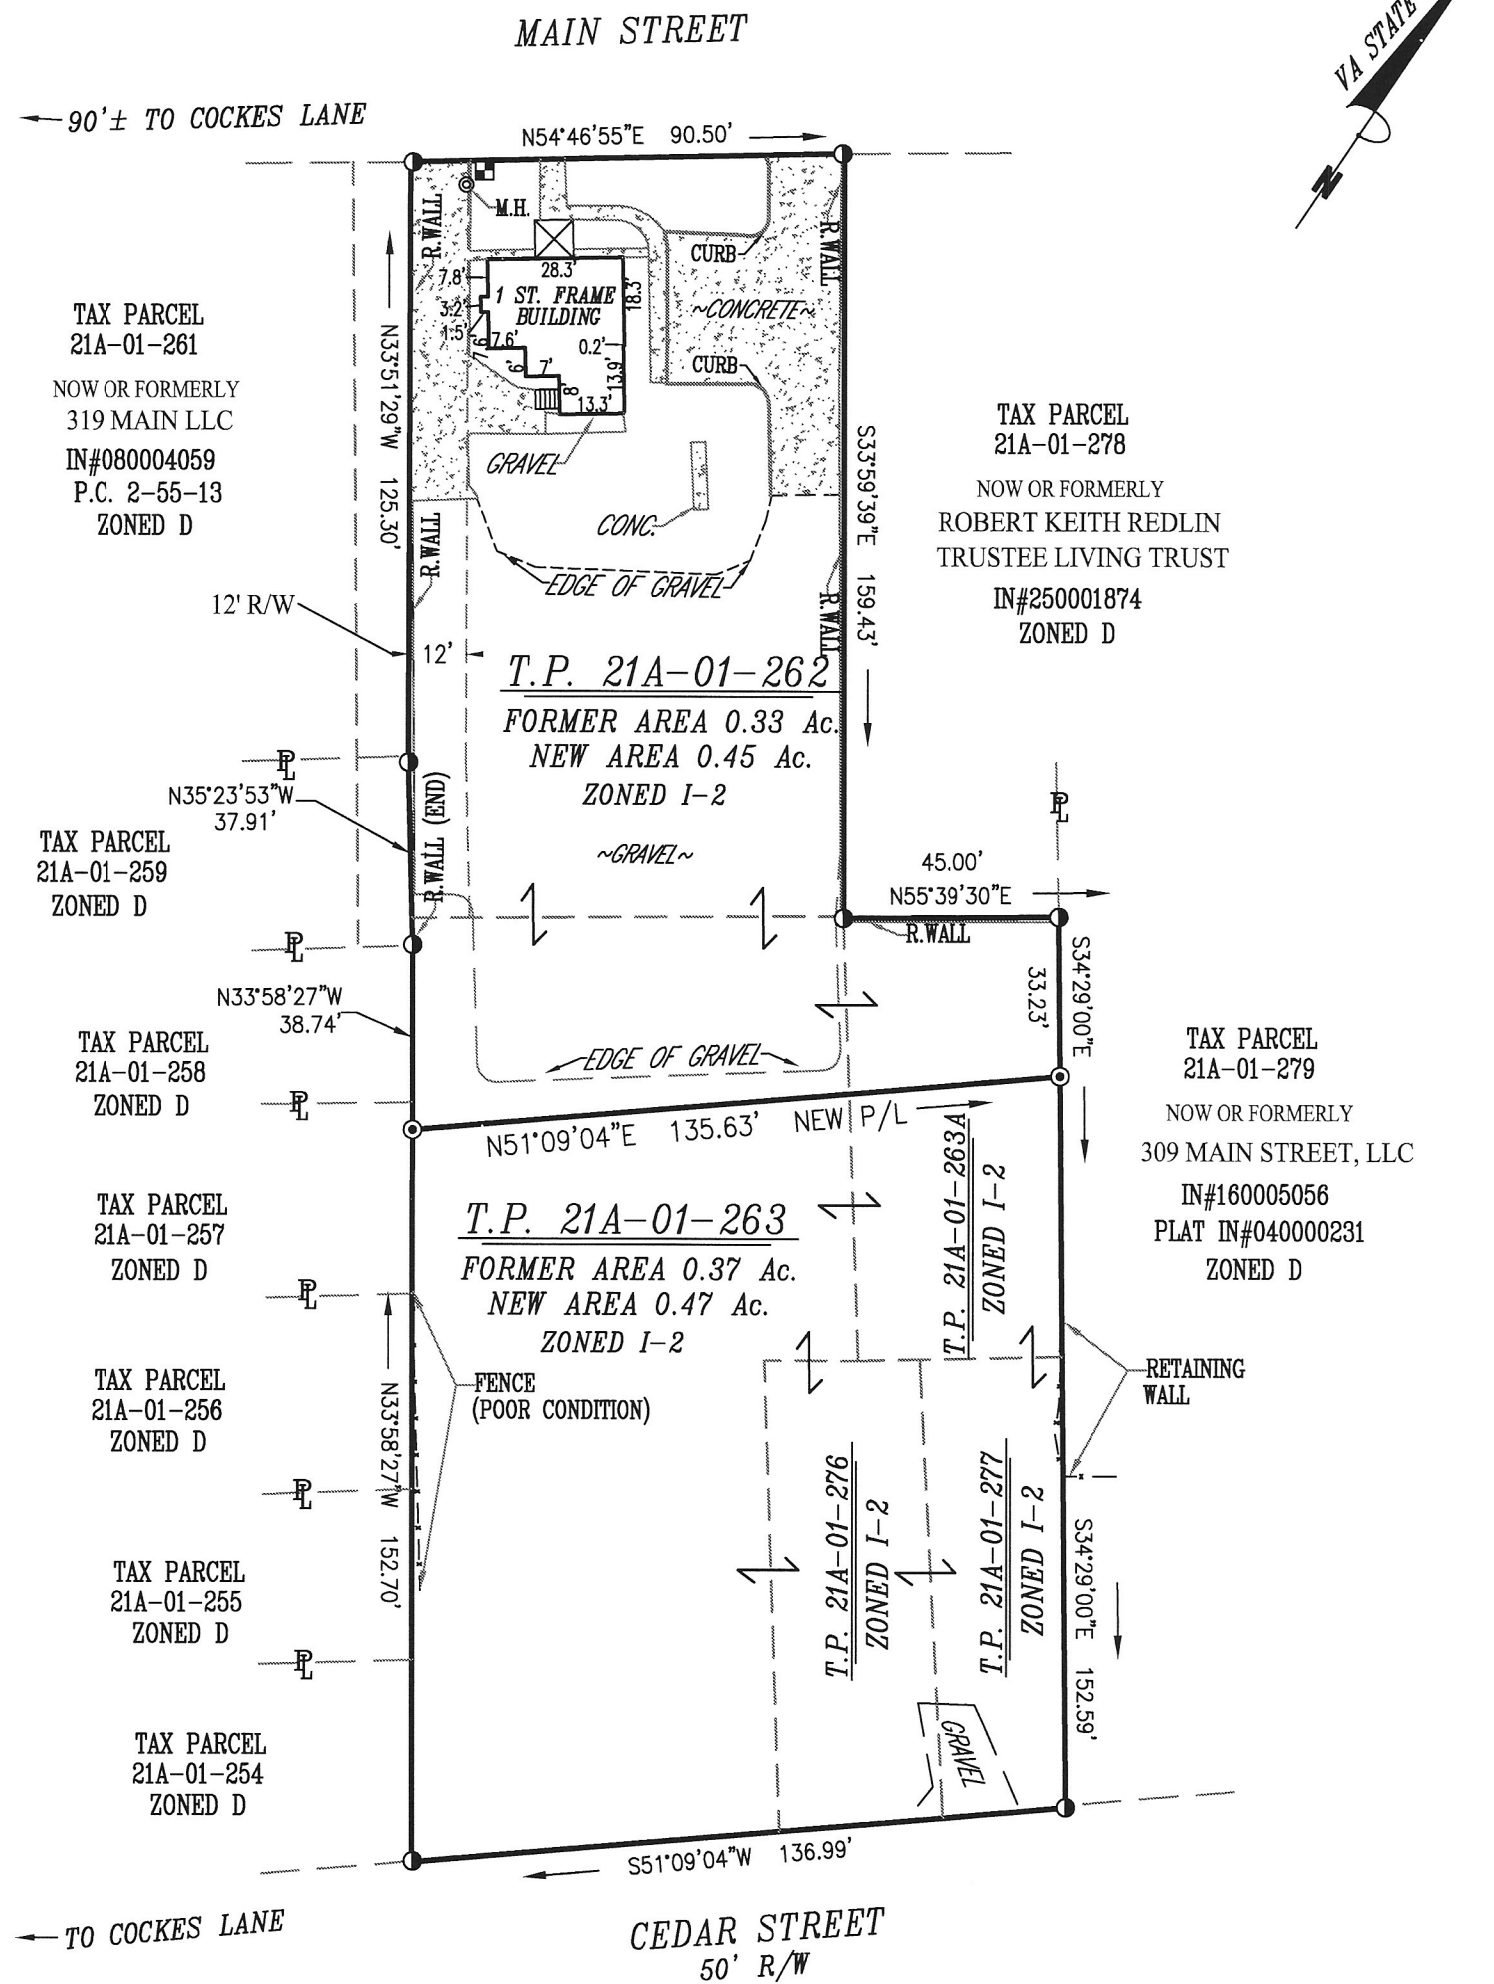 MAIN STREET
VA STATE
N
90'± TO COCKES LANE
N54°46'55"E 90.50'
M.H.
R.WALL
R.WALL
CURB
28.3'
7.8'
1 ST. FRAME
BUILDING
18.3'
3.2'
1.5'
7.6'
7.6'
0.2'
6'
7'
8'
13.9'
13.3'
~CONCRETE~
CURB
GRAVEL
CONC.
EDGE OF GRAVEL
TAX PARCEL
21A-01-261
NOW OR FORMERLY
319 MAIN LLC
IN#080004059
P.C. 2-55-13
ZONED D
N33°51'29"W 125.30'
R.WALL
R.WALL
S33°59'39"E 159.43'
TAX PARCEL
21A-01-278
NOW OR FORMERLY
ROBERT KEITH REDLIN
TRUSTEE LIVING TRUST
IN#250001874
ZONED D
12' R/W
12'
T.P. 21A-01-262
FORMER AREA 0.33 Ac.
NEW AREA 0.45 Ac.
ZONED I-2
~GRAVEL~
PL
N35°23'53"W
37.91'
R.WALL (END)
PL
TAX PARCEL
21A-01-259
ZONED D
45.00'
N55°39'30"E
R.WALL
PL
N33°58'27"W
38.74'
S34°29'00"E
33.23'
EDGE OF GRAVEL
TAX PARCEL
21A-01-258
ZONED D
PL
N51°09'04"E 135.63' NEW P/L
TAX PARCEL
21A-01-279
NOW OR FORMERLY
309 MAIN STREET, LLC
IN#160005056
PLAT IN#040000231
ZONED D
TAX PARCEL
21A-01-257
ZONED D
T.P. 21A-01-263
FORMER AREA 0.37 Ac.
NEW AREA 0.47 Ac.
ZONED I-2
T.P. 21A-01-263A
ZONED I-2
PL
FENCE
(POOR CONDITION)
RETAINING
WALL
TAX PARCEL
21A-01-256
ZONED D
N33°58'27"W 152.70'
PL
T.P. 21A-01-276
ZONED I-2
T.P. 21A-01-277
ZONED I-2
S34°29'00"E 152.59'
TAX PARCEL
21A-01-255
ZONED D
PL
GRAVEL
TAX PARCEL
21A-01-254
ZONED D
S51°09'04"W 136.99'
TO COCKES LANE
CEDAR STREET
50' R/W